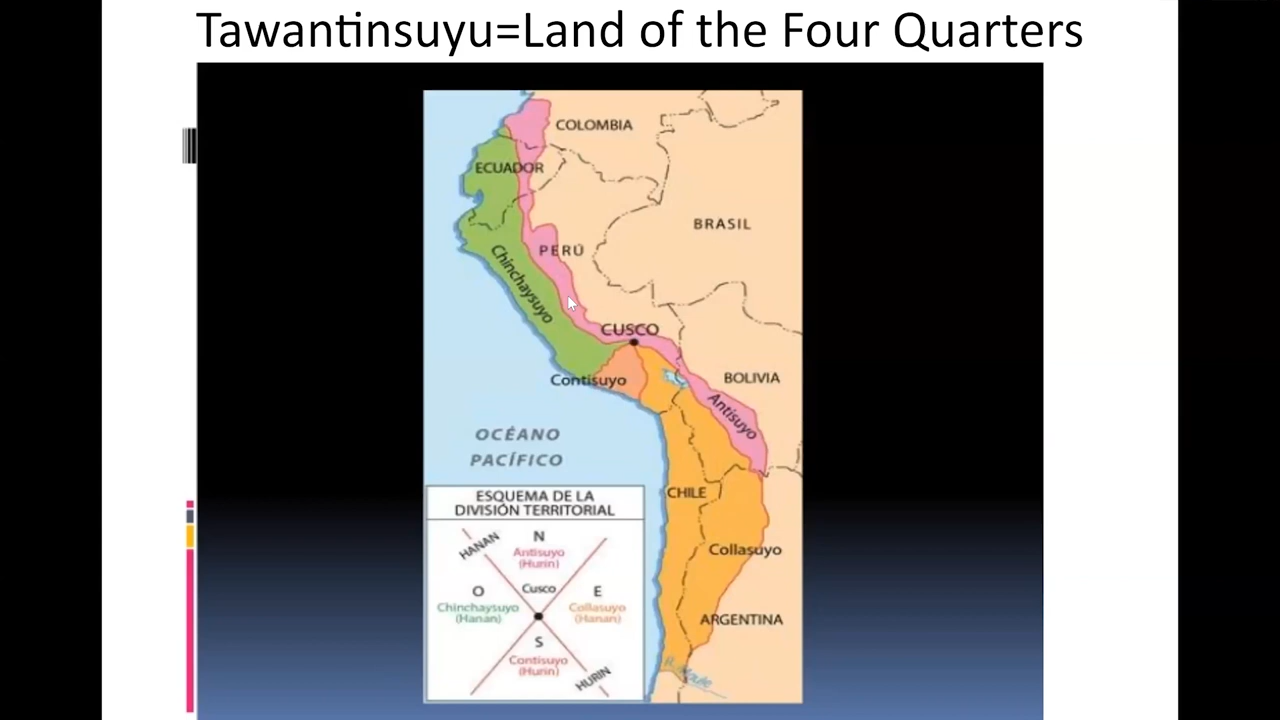 Tawantinsuyu=Land of the Four Quarters
COLOMBIA
ECUADOR
BRASIL
PERÚ
Chinchaysuyo
CUSCO
Contisuyo
BOLIVIA
Antisuyo
OCÉANO
PACÍFICO
CHILE
Collasuyo
ARGENTINA
R. Maule
ESQUEMA DE LA
DIVISIÓN TERRITORIAL
HANAN
N
Antisuyo
(Hurin)
Cusco
O
Chinchaysuyo
(Hanan)
E
Collasuyo
(Hanan)
S
Contisuyo
(Hurin)
HURIN